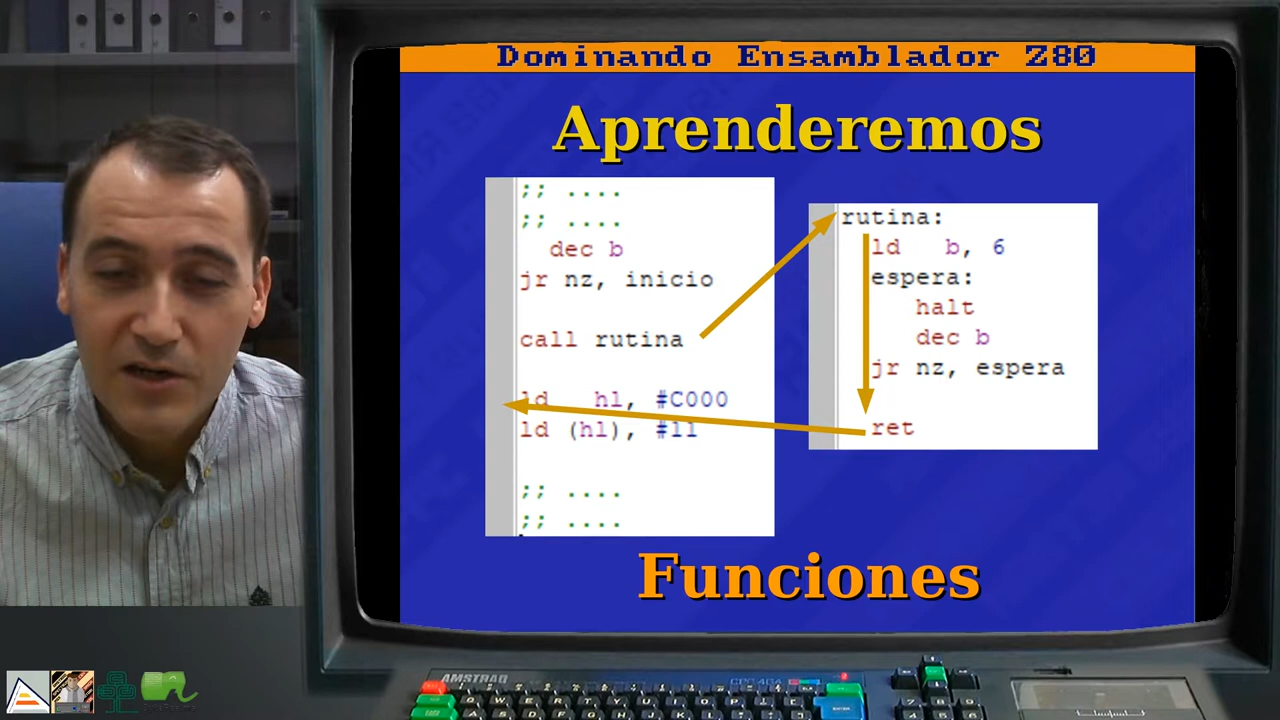 Dominando Ensamblador Z80
Aprenderemos
;; ....
;; ....
dec b
jr nz, inicio
call rutina
ld hl, #C000
ld (hl), #11
;; ....
;; ....
rutina:
ld b, 6
espera:
halt
dec b
jr nz, espera
ret
Funciones
AMSTRAD